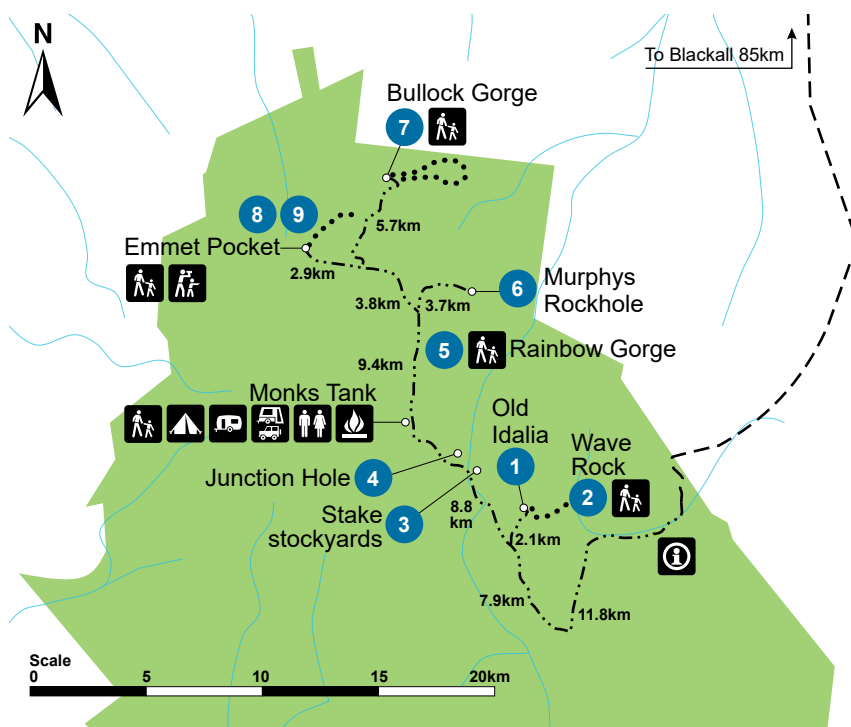 N
To Blackall 85km
Bullock Gorge
7
8
9
5.7km
Emmet Pocket
2.9km
6
Murphys
Rockhole
3.8km
3.7km
5
Rainbow Gorge
9.4km
Monks Tank
Old
Idalia
1
Wave
Rock
2
Junction Hole
4
Stake
stockyards
3
8.8
km
2.1km
i
7.9km
11.8km
Scale
0
5
10
15
20km